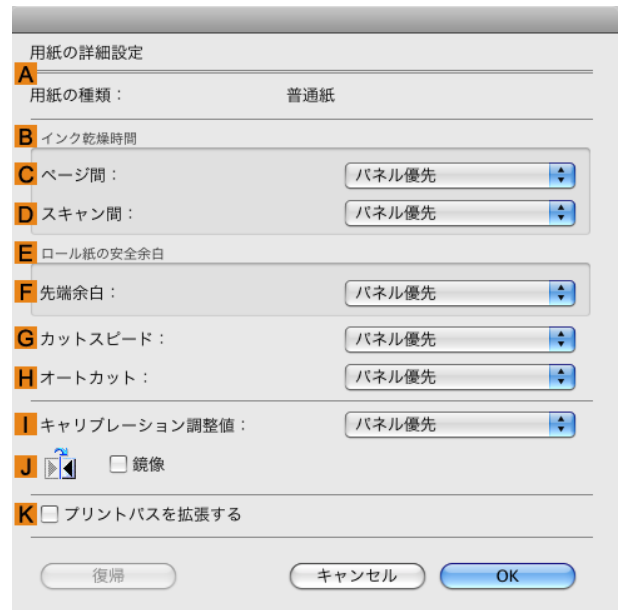 用紙の詳細設定
A
用紙の種類： 普通紙
B インク乾燥時間
C ページ間： パネル優先
D スキャン間： パネル優先
E ロール紙の安全余白
F 先端余白： パネル優先
G カットスピード： パネル優先
H オートカット： パネル優先
I キャリブレーション調整値： パネル優先
J 鏡像
K プリントパスを拡張する
復帰 キャンセル OK